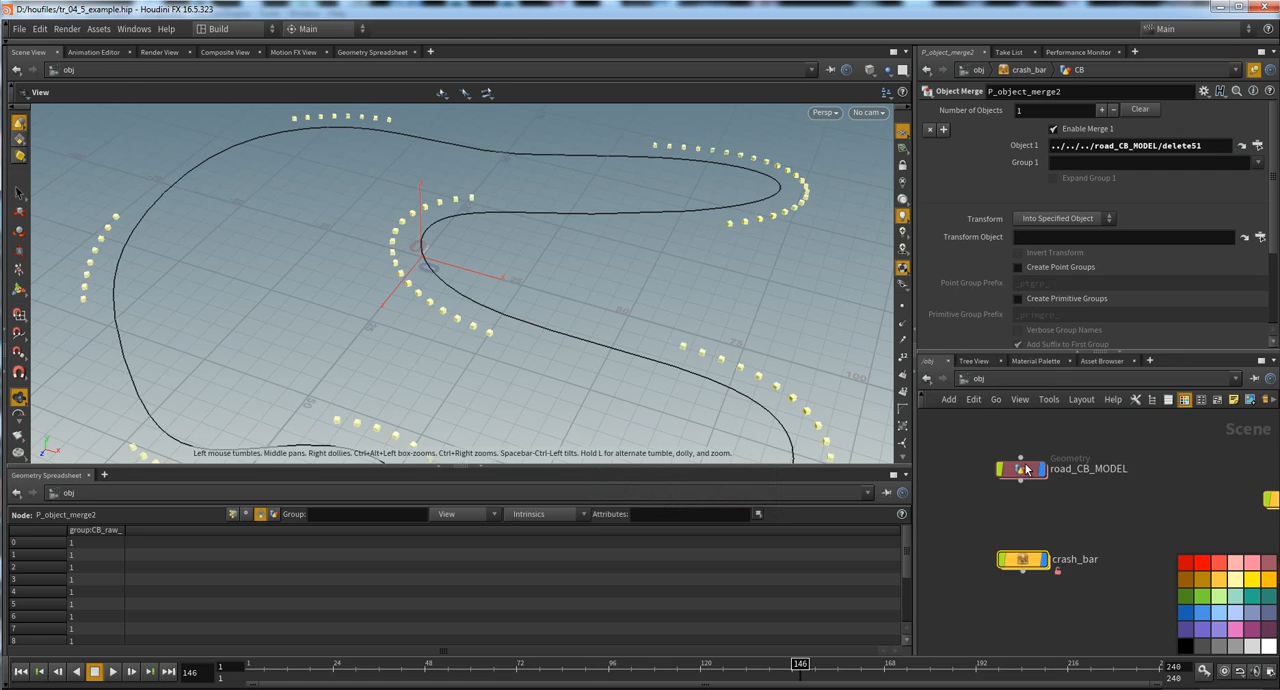 D:/houfiles/tr_04_5_example.hip - Houdini FX 16.5.323
File Edit Render Assets Windows Help Build Main Main
Scene View Animation Editor Render View Composite View Motion FX View Geometry Spreadsheet
obj
View
Persp No cam
Left mouse tumbles. Middle pans. Right dollies. Ctrl+Alt+Left box-zooms. Ctrl+Right zooms. Spacebar-Ctrl-Left tilts. Hold L for alternate tumble, dolly, and zoom.
100
Geometry Spreadsheet
obj
Node: P_object_merge2 Group: View Intrinsics Attributes:
group:CB_raw_
0 1
1 1
2 1
3 1
4 1
5 1
6 1
7 1
8 1
P_object_merge2 Take List Performance Monitor
obj crash_bar CB
Object Merge P_object_merge2
Number of Objects 1 Clear
Enable Merge 1
Object 1 ../../../road_CB_MODEL/delete51
Group 1
Expand Group 1
Transform Into Specified Object
Transform Object
Invert Transform
Create Point Groups
Point Group Prefix _ptgrp_
Create Primitive Groups
Primitive Group Prefix _primgrp_
Verbose Group Names
Add Suffix to First Group
/obj Tree View Material Palette Asset Browser
obj
Add Edit Go View Tools Layout Help
Scene
Geometry
road_CB_MODEL
crash_bar
146 1 1 1 24 48 72 96 120 146 168 192 216 2 240 240